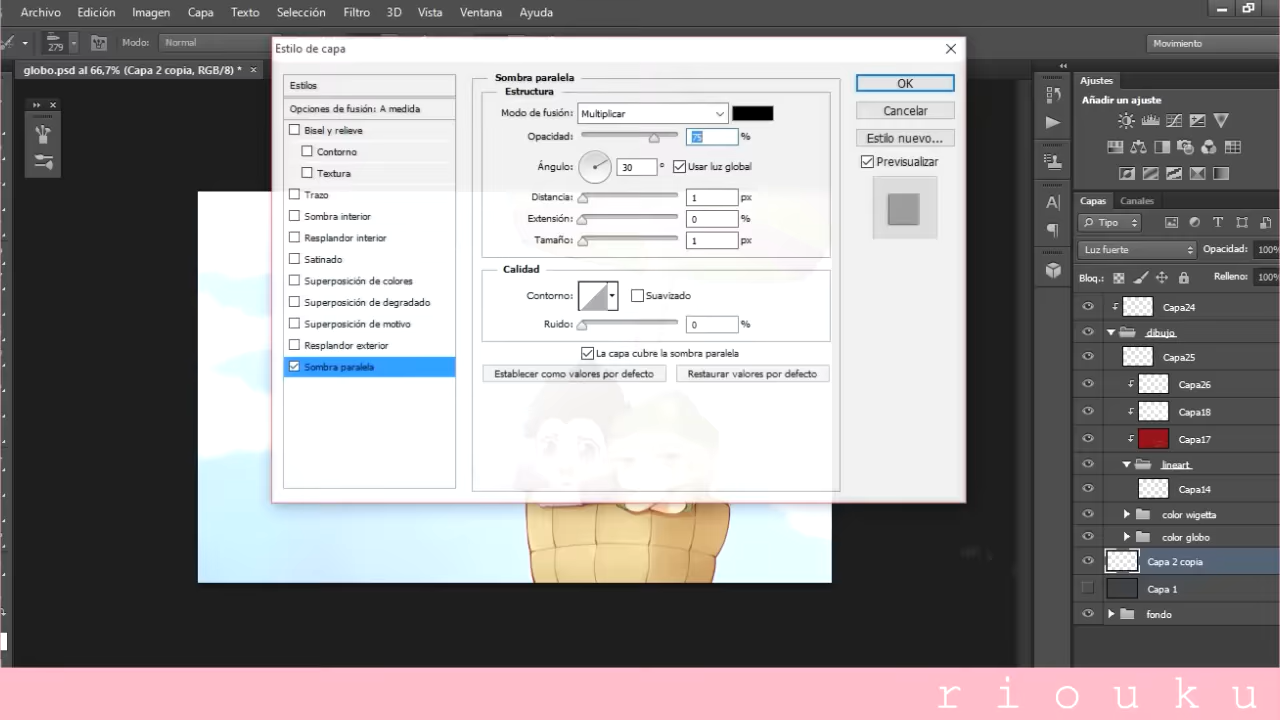 Archivo Edición Imagen Capa Texto Selección Filtro 3D Vista Ventana Ayuda
279 Modo: Normal Movimiento
globo.psd al 66,7% (Capa 2 copia, RGB/8) *
Estilo de capa
Estilos
Opciones de fusión: A medida
Bisel y relieve
Contorno
Textura
Trazo
Sombra interior
Resplandor interior
Satinado
Superposición de colores
Superposición de degradado
Superposición de motivo
Resplandor exterior
Sombra paralela
Sombra paralela
Estructura
Modo de fusión: Multiplicar
Opacidad: 75 %
Ángulo: 30 ° Usar luz global
Distancia: 1 px
Extensión: 0 %
Tamaño: 1 px
Calidad
Contorno: Suavizado
Ruido: 0 %
La capa cubre la sombra paralela
Establecer como valores por defecto Restaurar valores por defecto
OK
Cancelar
Estilo nuevo...
Previsualizar
Ajustes
Añadir un ajuste
Capas Canales
Tipo
Luz fuerte Opacidad: 100%
Bloq.: Relleno: 100%
Capa24
dibujo
Capa25
Capa26
Capa18
Capa17
lineart
Capa14
color wigetta
color globo
Capa 2 copia
Capa 1
fondo
r i o u k u